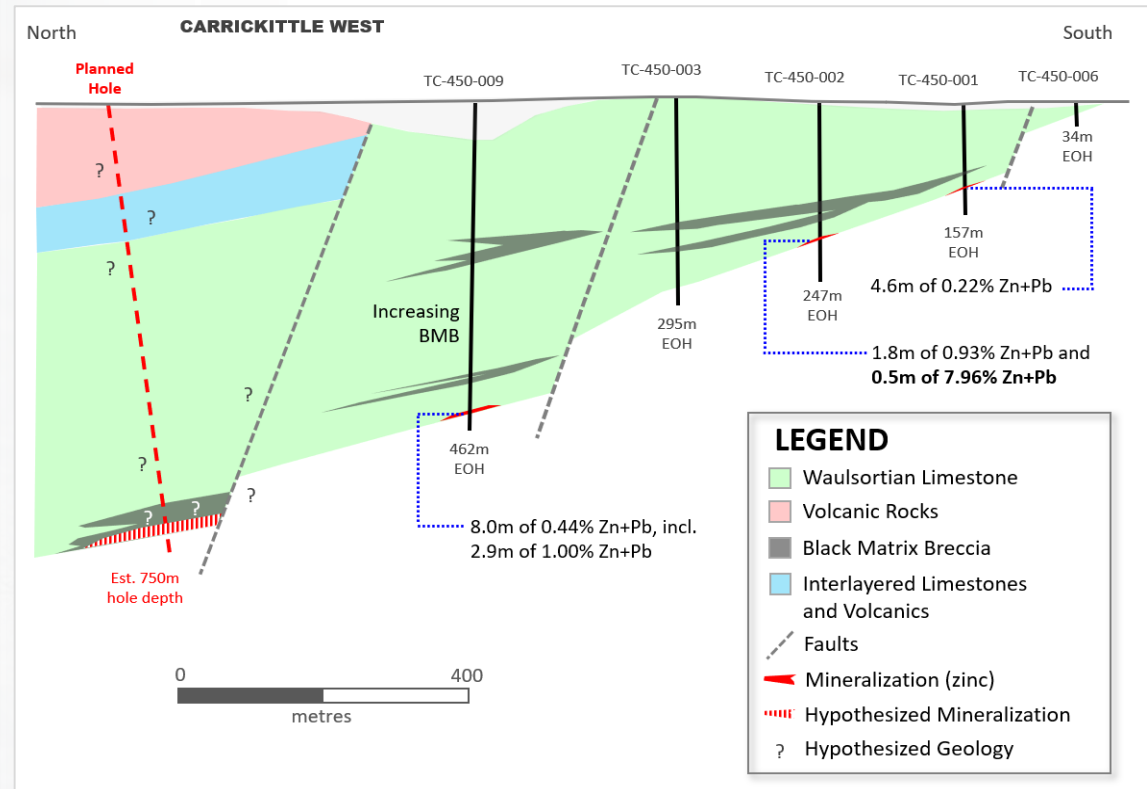 North
CARRICKITTLE WEST
South
Planned
Hole
TC-450-009
TC-450-003
TC-450-002
TC-450-001
TC-450-006
34m
EOH
?
?
?
157m
EOH
4.6m of 0.22% Zn+Pb
247m
EOH
Increasing
BMB
295m
EOH
1.8m of 0.93% Zn+Pb and
0.5m of 7.96% Zn+Pb
?
462m
EOH
?
?
?
?
8.0m of 0.44% Zn+Pb, incl.
2.9m of 1.00% Zn+Pb
Est. 750m
hole depth
0 400
metres
LEGEND
Waulsortian Limestone
Volcanic Rocks
Black Matrix Breccia
Interlayered Limestones
and Volcanics
Faults
Mineralization (zinc)
Hypothesized Mineralization
? Hypothesized Geology